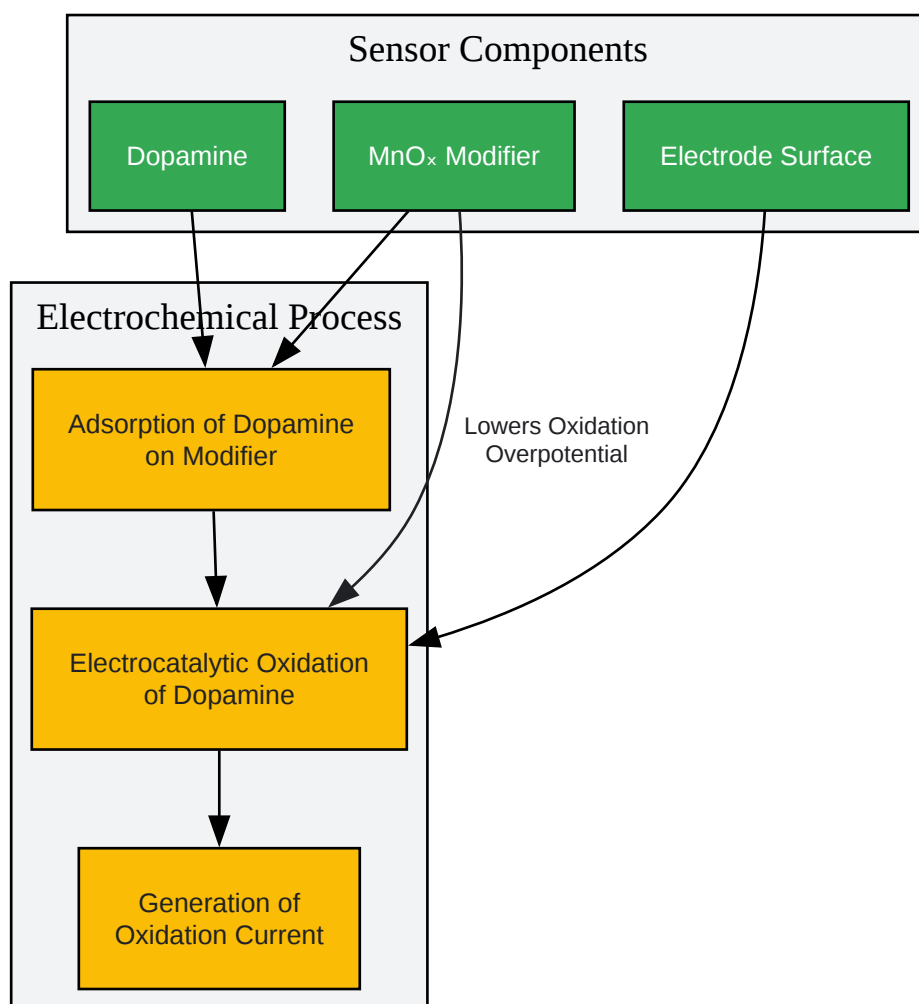 Sensor Components
Dopamine
MnOₓ Modifier
Electrode Surface
Electrochemical Process
Adsorption of Dopamine
on Modifier
Lowers Oxidation
Overpotential
Electrocatalytic Oxidation
of Dopamine
Generation of
Oxidation Current